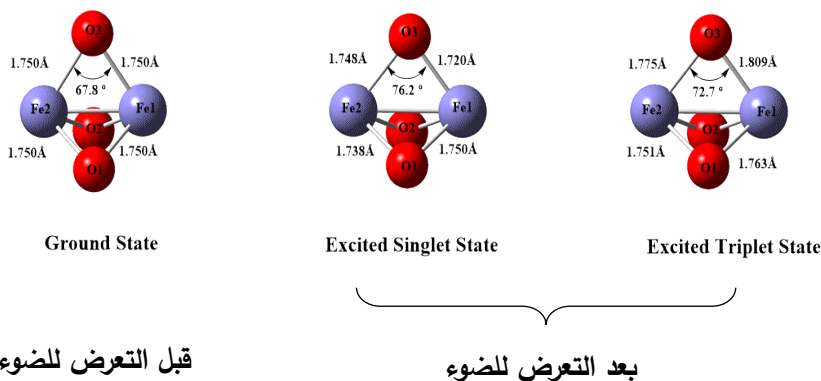 O3
1.750Å
1.750Å
67.8 º
Fe2
Fe1
O2
1.750Å
1.750Å
O1
Ground State
O3
1.748Å
1.720Å
76.2 º
Fe2
Fe1
O2
1.738Å
1.750Å
O1
Excited Singlet State
O3
1.775Å
1.809Å
72.7 º
Fe2
Fe1
O2
1.751Å
1.763Å
O1
Excited Triplet State
قبل التعرض للضوء
بعد التعرض للضوء